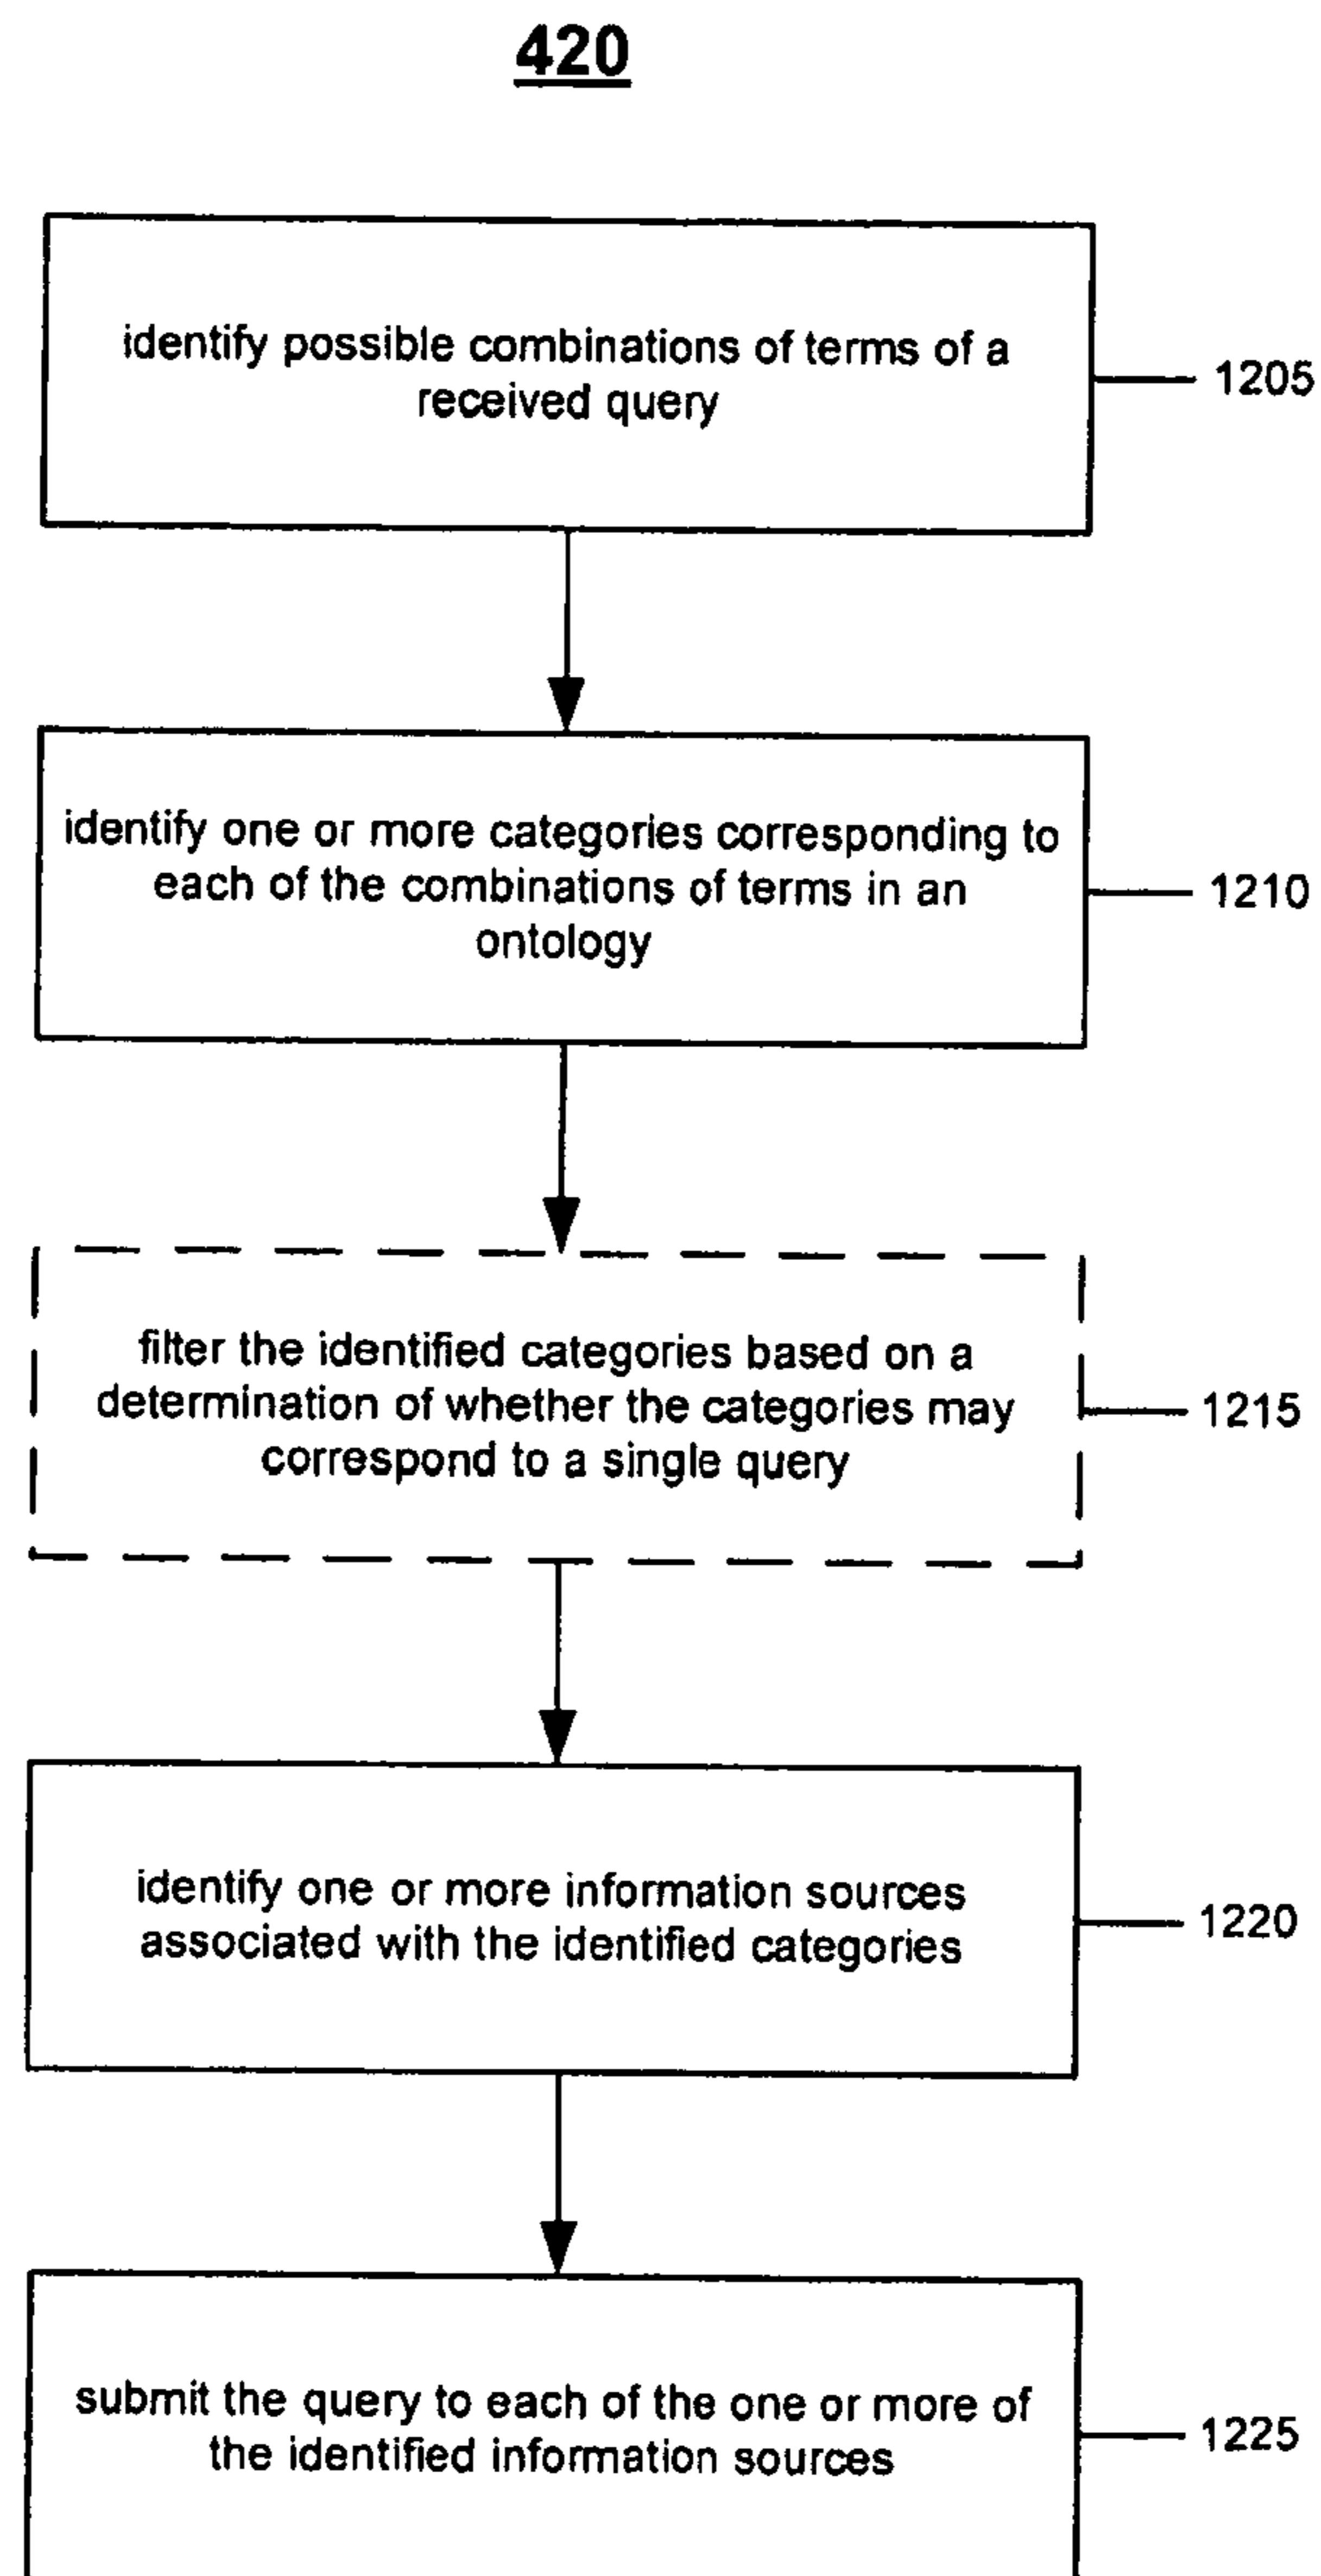 420
identify possible combinations of terms of a
received query
1205
identify one or more categories corresponding to
each of the combinations of terms in an
ontology
1210
filter the identified categories based on a
determination of whether the categories may
correspond to a single query
1215
identify one or more information sources
associated with the identified categories
1220
submit the query to each of the one or more of
the identified information sources
1225